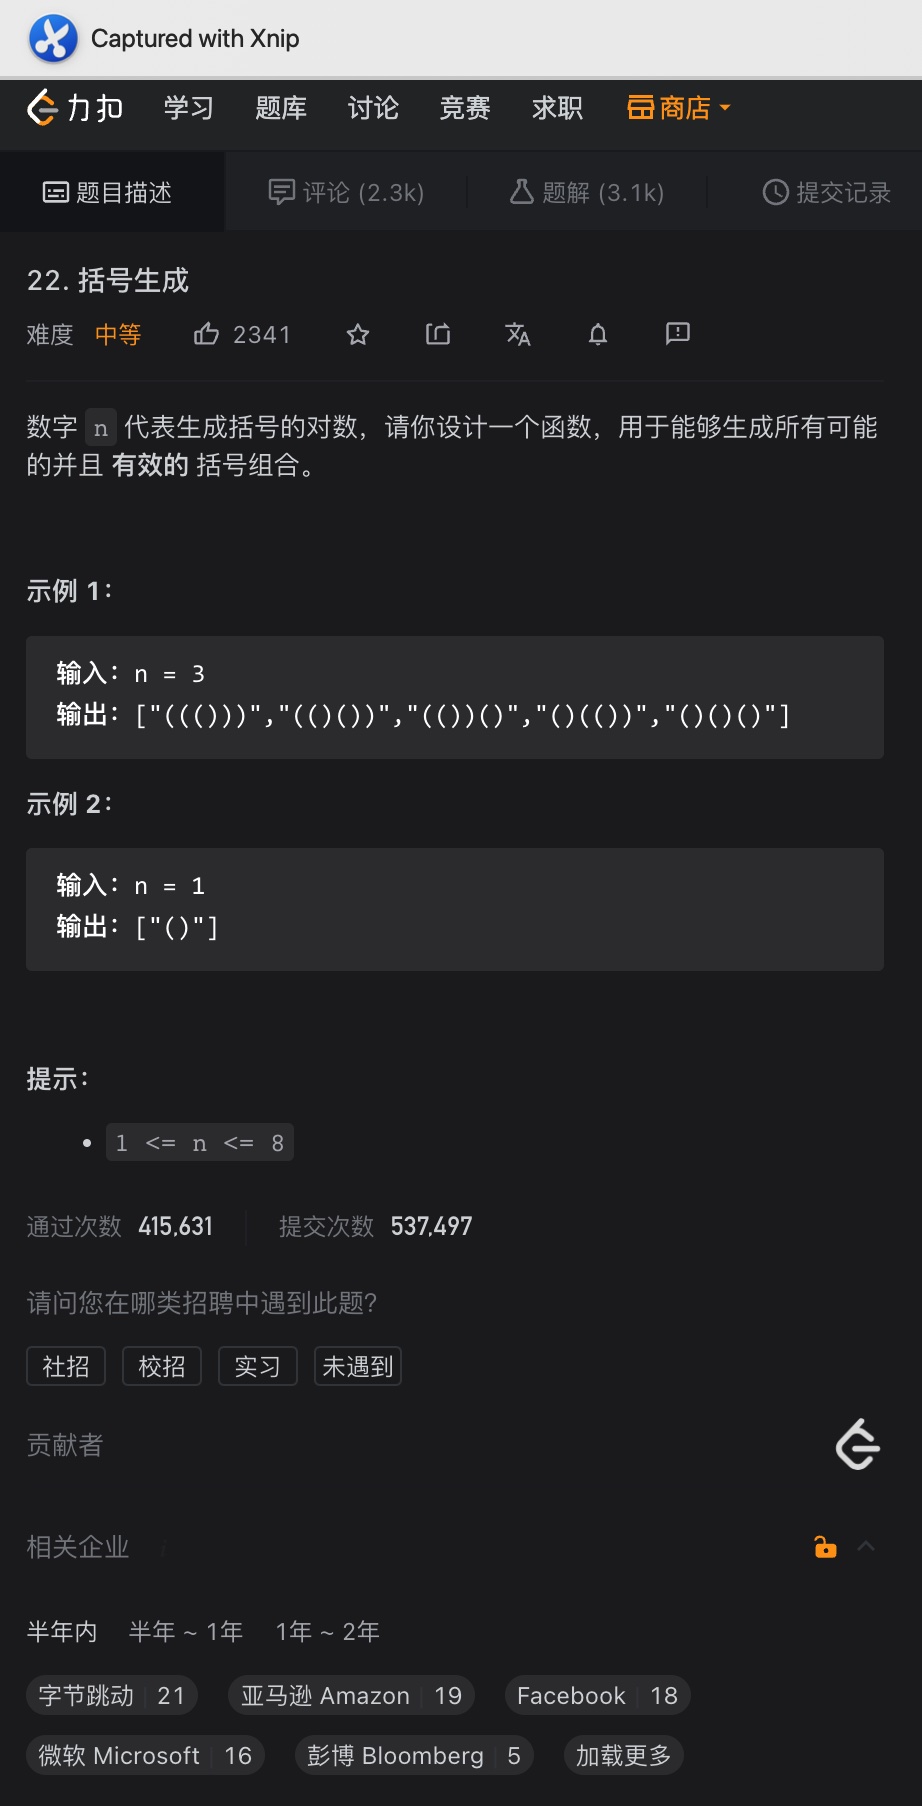 Captured with Xnip
力扣 学习 题库 讨论 竞赛 求职 商店
题目描述 评论 (2.3k) 题解 (3.1k) 提交记录
22. 括号生成
难度 中等 2341
数字 n 代表生成括号的对数，请你设计一个函数，用于能够生成所有可能
的并且 有效的 括号组合。
示例 1：
输入：n = 3
输出：["((()))","(()())","(())()","()(())","()()()"]
示例 2：
输入：n = 1
输出：["()"]
提示：
• 1 <= n <= 8
通过次数 415,631 提交次数 537,497
请问您在哪类招聘中遇到此题?
社招 校招 实习 未遇到
贡献者
相关企业 i
半年内 半年 ~ 1年 1年 ~ 2年
字节跳动 21 亚马逊 Amazon 19 Facebook 18
微软 Microsoft 16 彭博 Bloomberg 5 加载更多